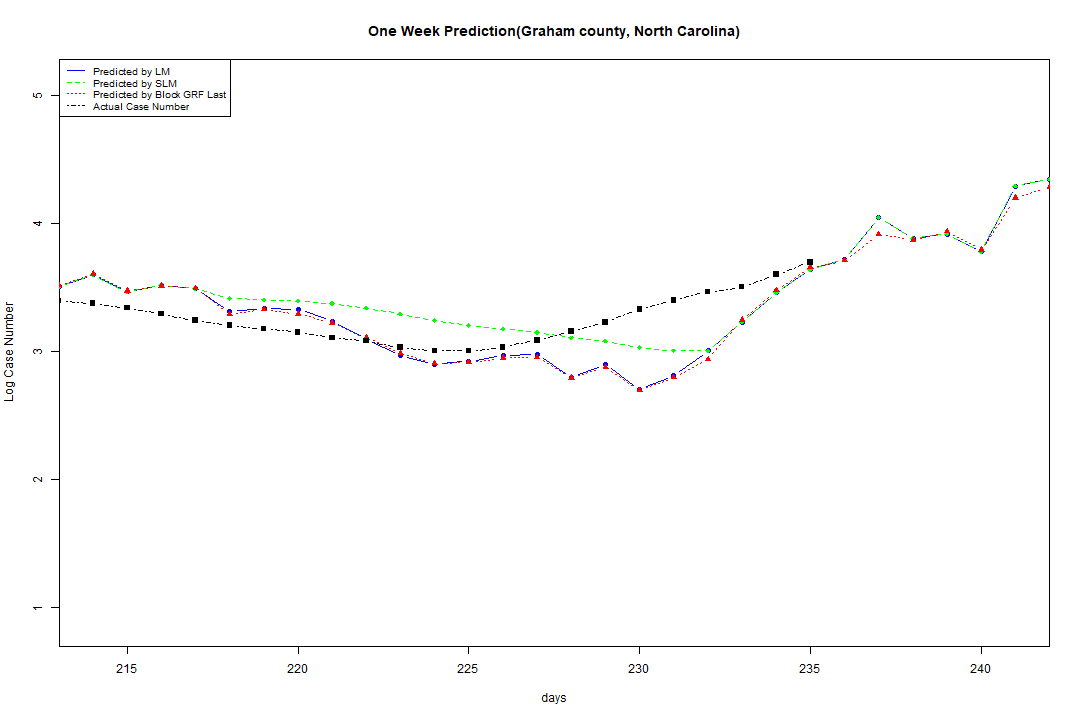 One Week Prediction(Graham county, North Carolina)
Predicted by LM
Predicted by SLM
Predicted by Block GRF Last
Actual Case Number
5
4
3
2
1
Log Case Number
215 220 225 230 235 240
days